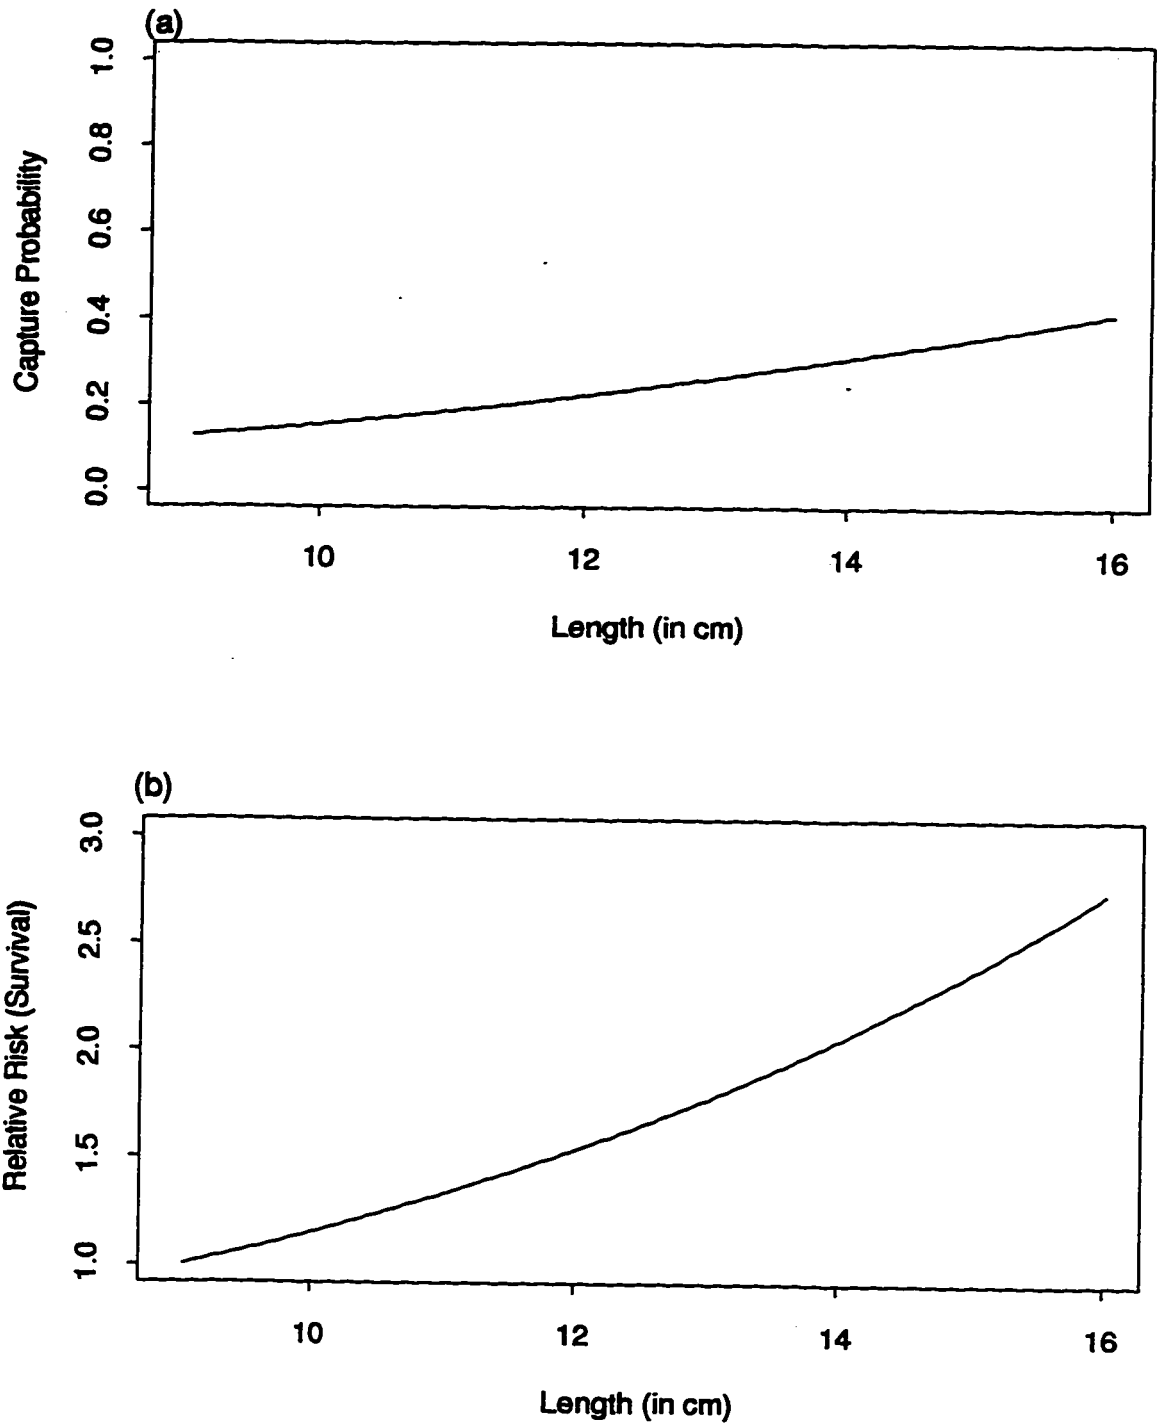 (a)
1.0
0.8
0.6
0.4
0.2
0.0
Capture Probability
10 12 14 16
Length (in cm)
(b)
3.0
2.5
2.0
1.5
1.0
Relative Risk (Survival)
10 12 14 16
Length (in cm)